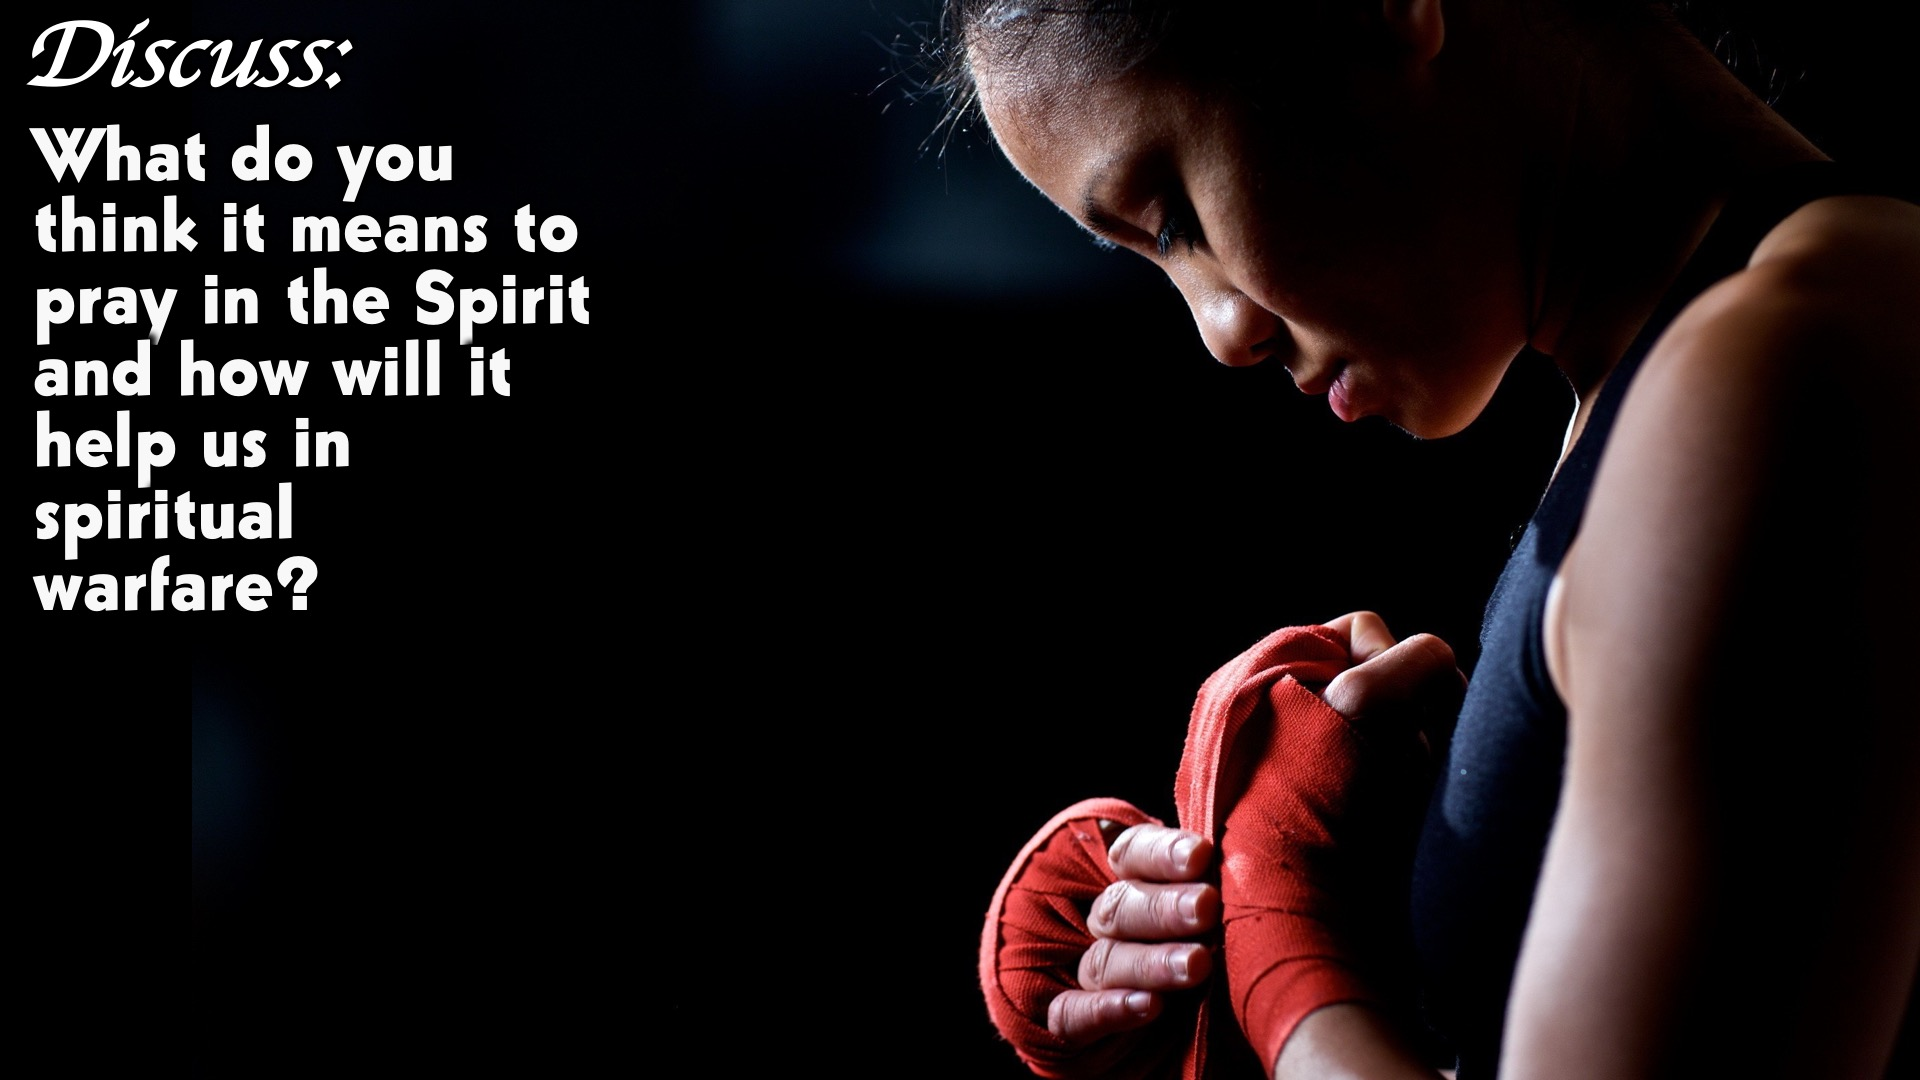 Discuss:
What do you
think it means to
pray in the Spirit
and how will it
help us in
spiritual
warfare?